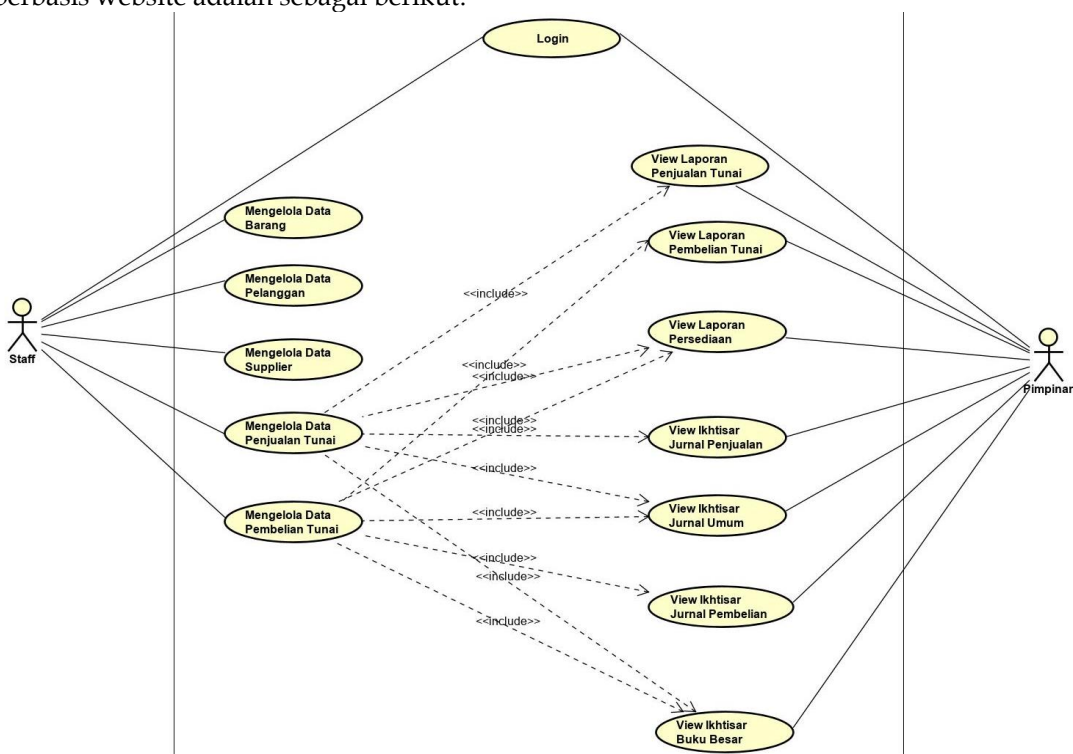 berbasis website adalah sebagai berikut:
Login
View Laporan
Penjualan Tunai
Mengelola Data
Barang
View Laporan
Pembelian Tunai
Mengelola Data
Pelanggan
<<include>>
View Laporan
Persediaan
Staff
Mengelola Data
Supplier
<<include>>
<<include>>
Pimpinan
Mengelola Data
Penjualan Tunai
<<include>>
<<include>>
View Ikhtisar
Jurnal Penjualan
<<include>>
Mengelola Data
Pembelian Tunai
<<include>>
View Ikhtisar
Jurnal Umum
<<include>>
<<include>>
View Ikhtisar
Jurnal Pembelian
<<include>>
View Ikhtisar
Buku Besar